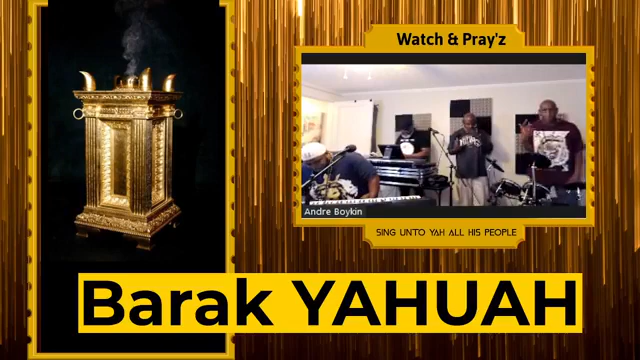 Watch & Pray'z
Andre Boykin
SING UNTO YAH ALL HIS PEOPLE
Barak YAHUAH